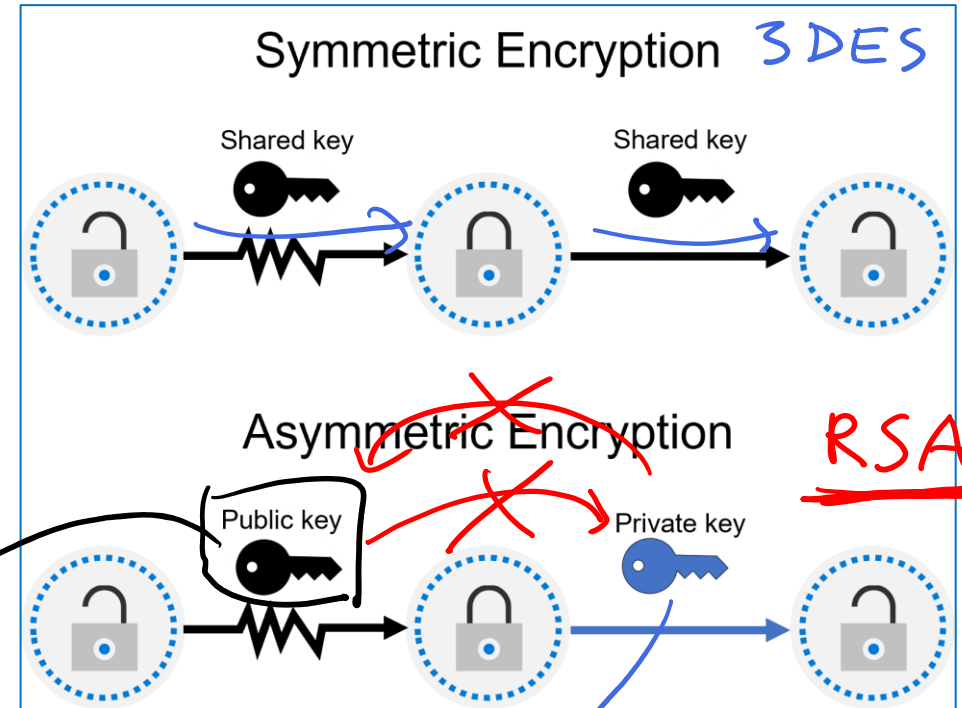 Symmetric Encryption 3DES
Shared key Shared key
Asymmetric Encryption RSA
Public key Private key